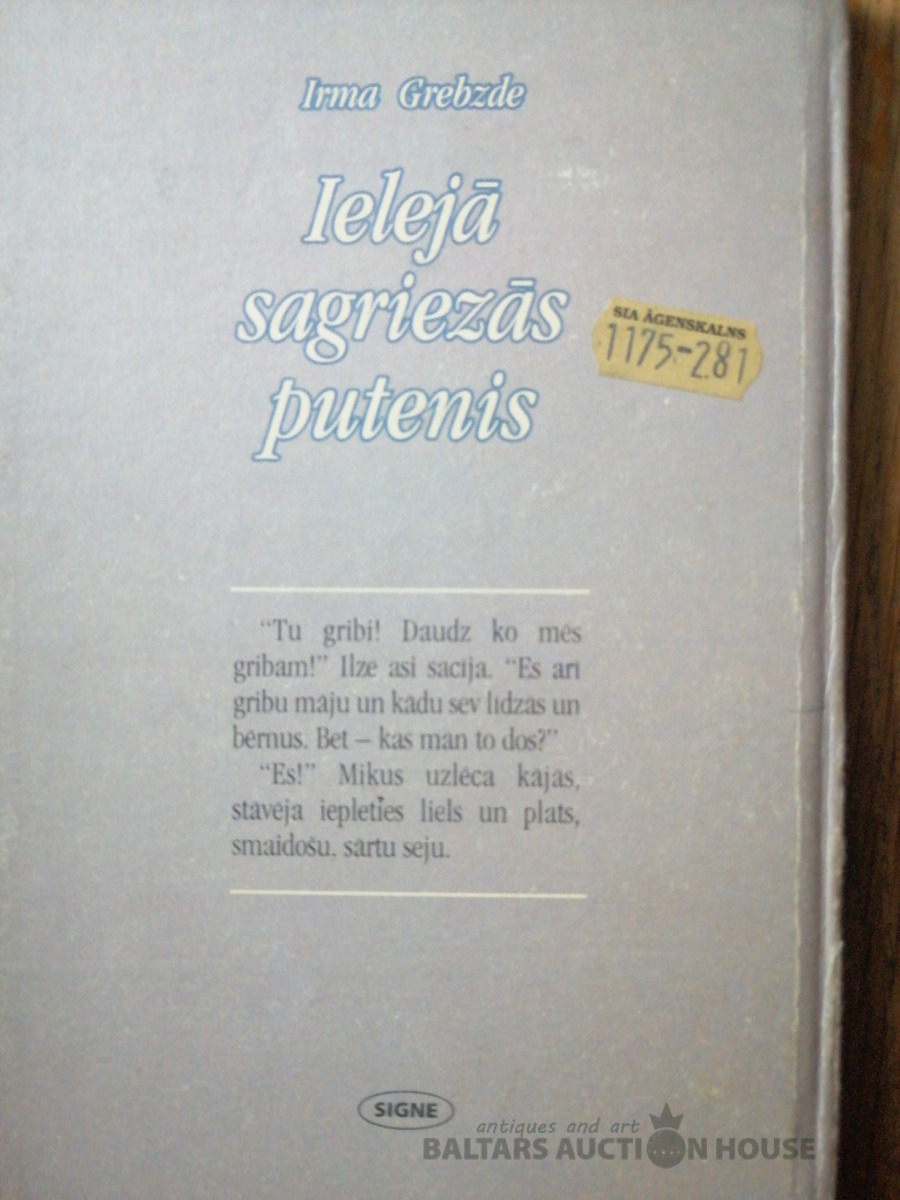 Irma Grebzde
Ielejā
sagriezās
putenis
SIA ĀGENSKALNS
1175-281
“Tu gribi! Daudz ko mēs
gribam!” Ilze asi sacīja. “Es arī
gribu māju un kādu sev līdzās un
bērnus. Bet – kas man to dos?”
“Es!” Mikus uzlēca kājās,
stāvēja iepleties liels un plats,
smaidošu, sārtu seju.
SIGNE
antiques and art
BALTARS AUCTION HOUSE